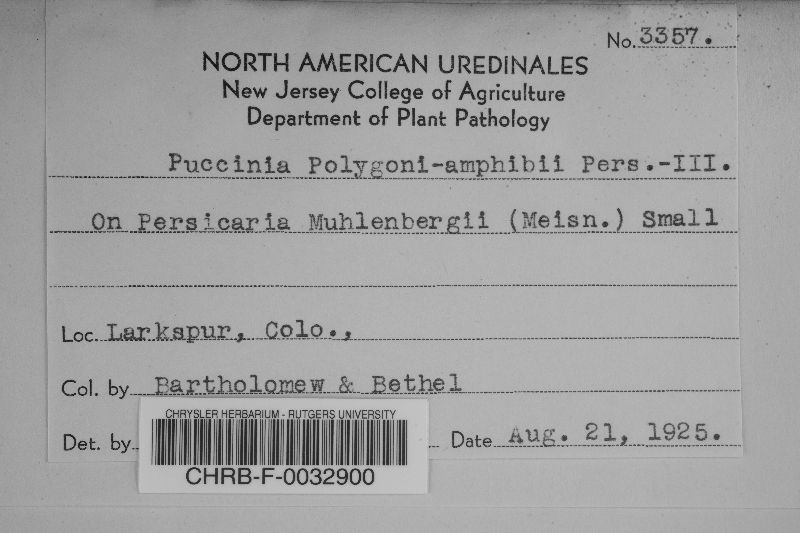 No. 3357.
NORTH AMERICAN UREDINALES
New Jersey College of Agriculture
Department of Plant Pathology
Puccinia Polygoni-amphibii Pers.-III.
On Persicaria Muhlenbergii (Meisn.) Small
Loc. Larkspur, Colo.,
Col. by Bartholomew & Bethel
Det. by Date Aug. 21, 1925.
CHRYSLER HERBARIUM - RUTGERS UNIVERSITY
CHRB-F-0032900